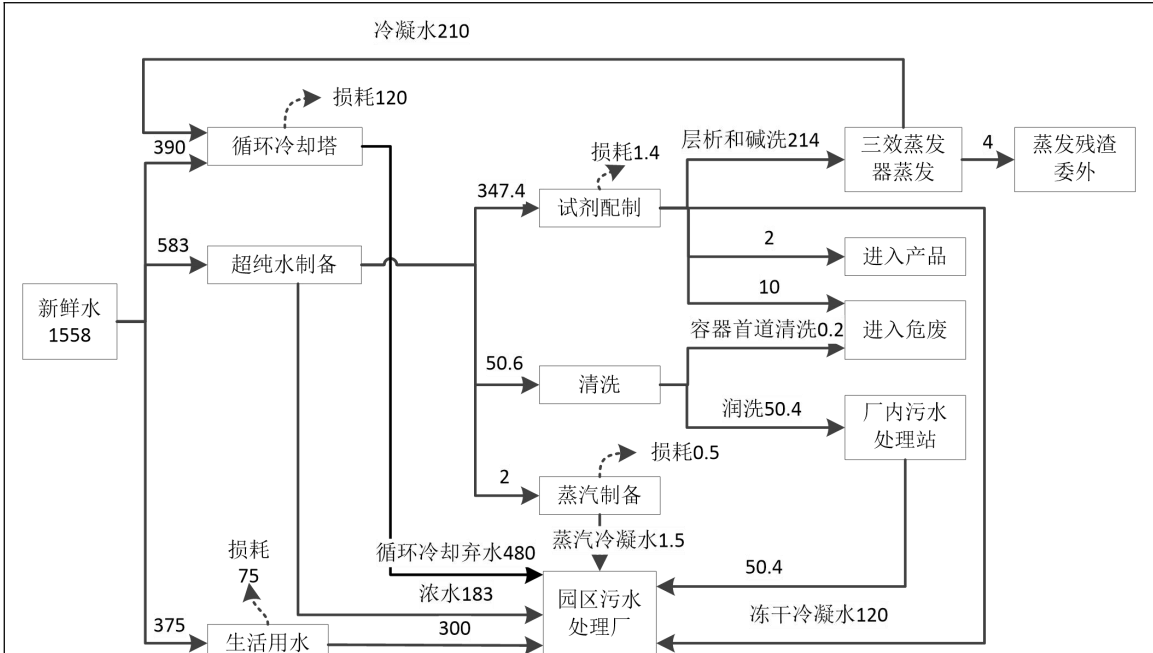 冷凝水210
损耗120
390
循环冷却塔
层析和碱洗214
三效蒸发
器蒸发
4
蒸发残渣
委外
损耗1.4
347.4
试剂配制
583
超纯水制备
2
进入产品
新鲜水
1558
10
进入危废
容器首道清洗0.2
50.6
清洗
润洗50.4
厂内污水
处理站
损耗0.5
2
蒸汽制备
蒸汽冷凝水1.5
循环冷却弃水480
损耗
75
50.4
浓水183
园区污水
处理厂
冻干冷凝水120
375
生活用水
300